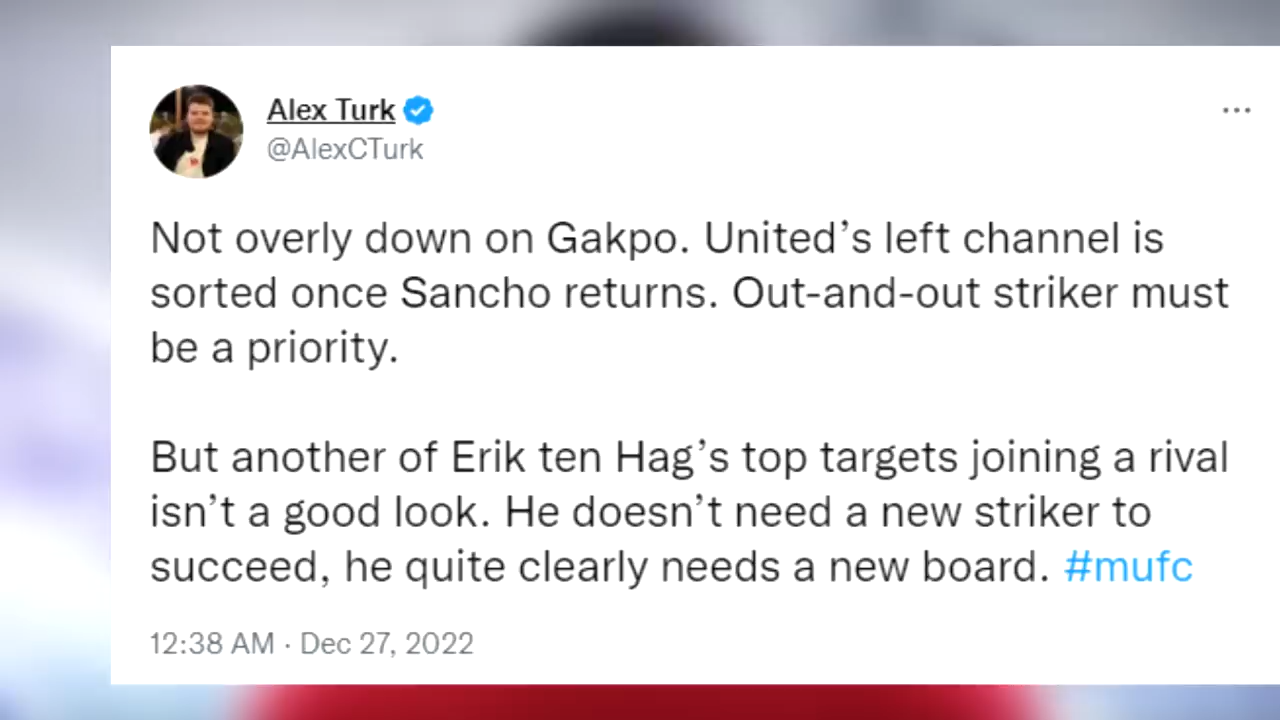 Alex Turk
@AlexCTurk
Not overly down on Gakpo. United’s left channel is
sorted once Sancho returns. Out-and-out striker must
be a priority.
But another of Erik ten Hag’s top targets joining a rival
isn’t a good look. He doesn’t need a new striker to
succeed, he quite clearly needs a new board. #mufc
12:38 AM · Dec 27, 2022